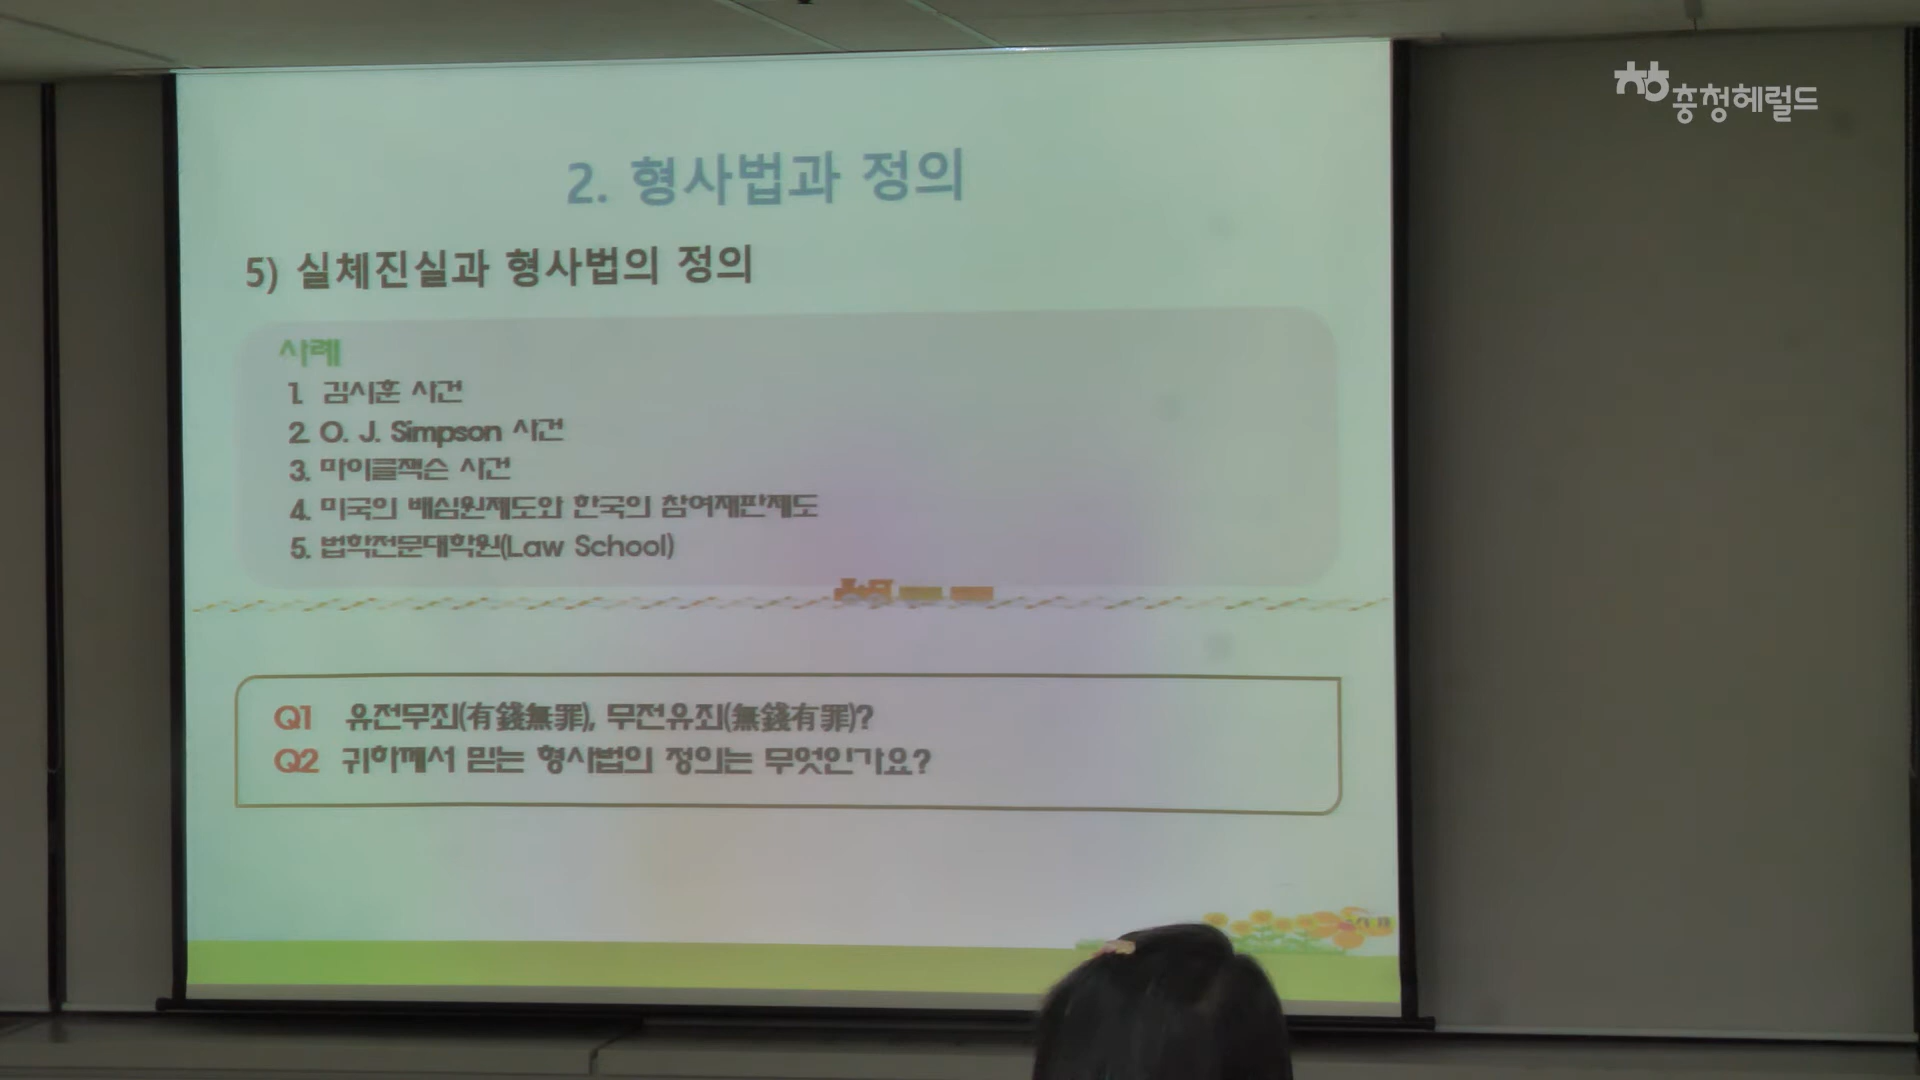 충청헤럴드
2. 형사법과 정의
5) 실체진실과 형사법의 정의
사례
1. 김시훈 사건
2. O. J. Simpson 사건
3. 마이클잭슨 사건
4. 미국의 배심원제도와 한국의 참여재판제도
5. 법학전문대학원(Law School)
Q1 유전무죄(有錢無罪), 무전유죄(無錢有罪)?
Q2 귀하께서 믿는 형사법의 정의는 무엇인가요?